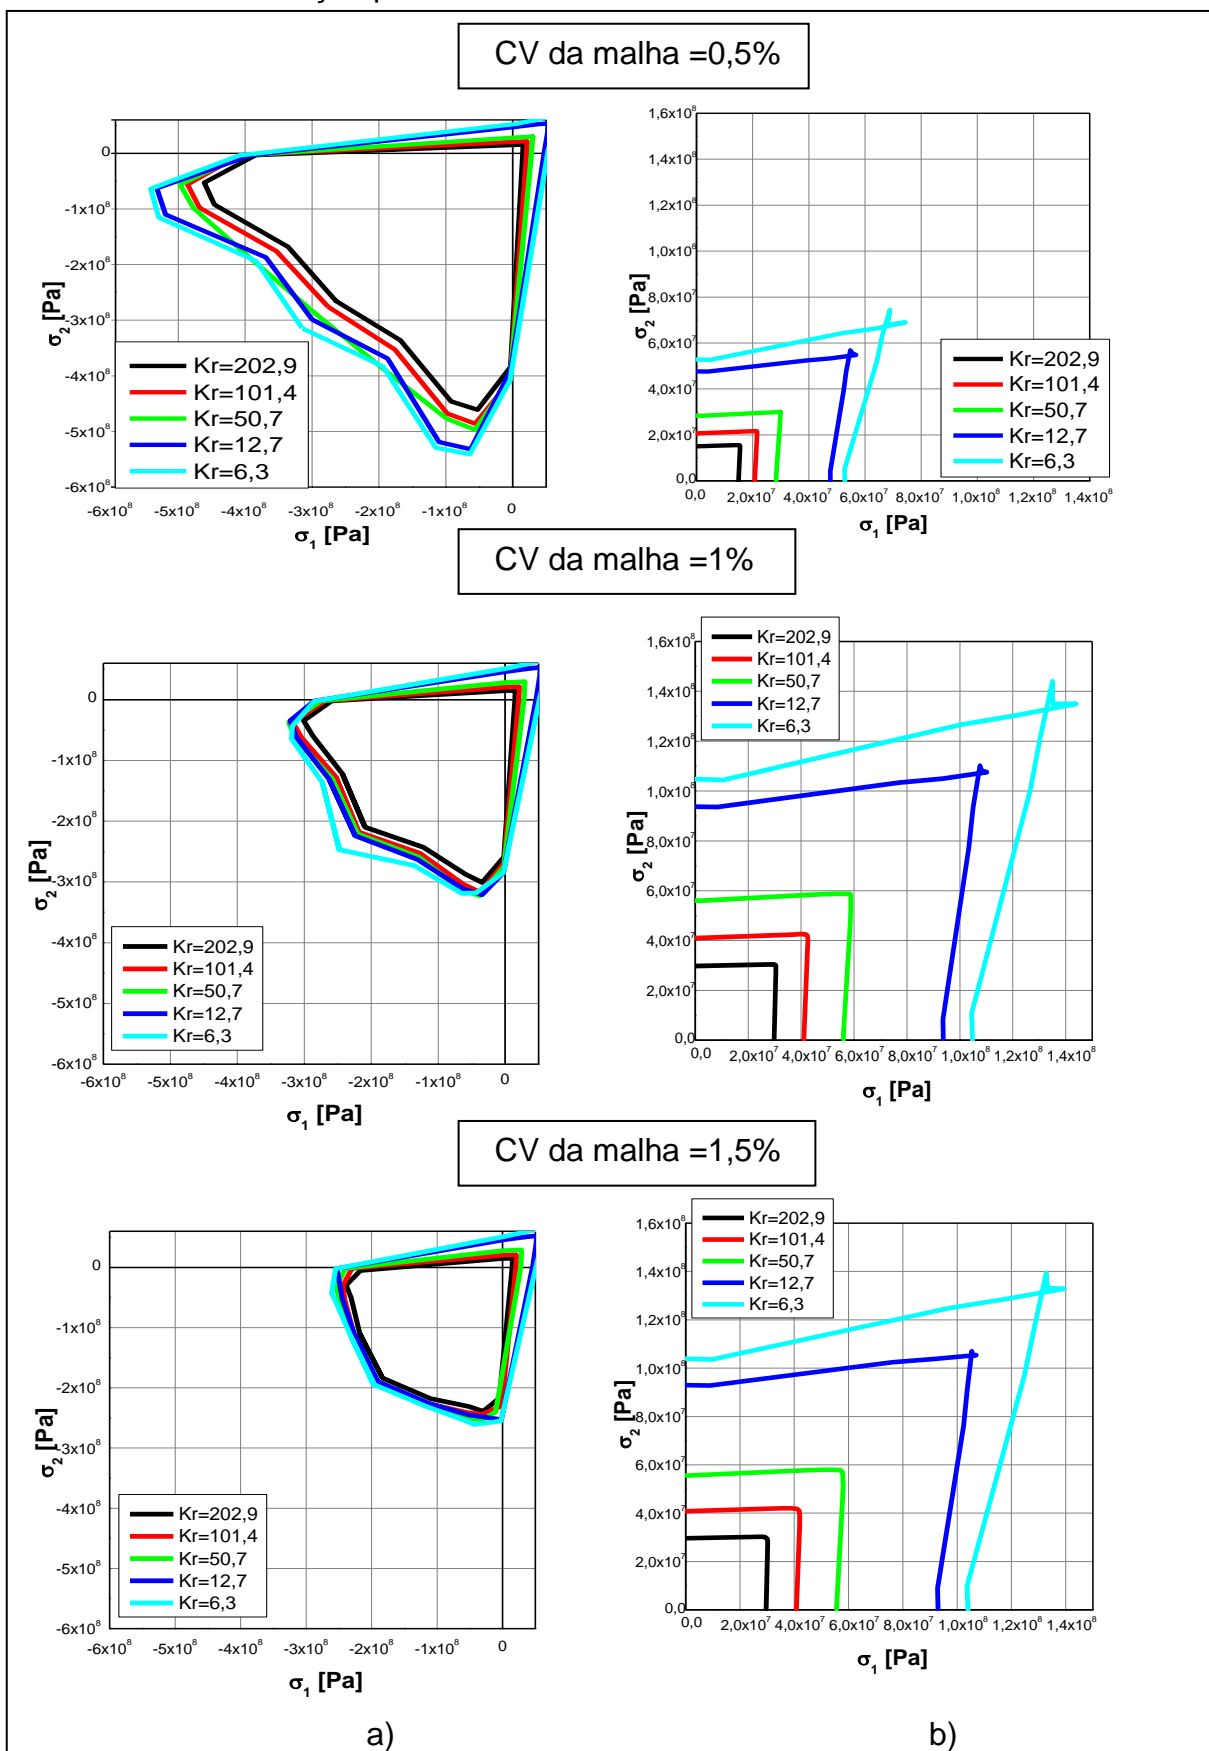 CV da malha =0,5%
0
-1x10⁸
-2x10⁸
-3x10⁸
-4x10⁸
-5x10⁸
-6x10⁸
σ₂ [Pa]
Kr=202,9
Kr=101,4
Kr=50,7
Kr=12,7
Kr=6,3
-6x10⁸ -5x10⁸ -4x10⁸ -3x10⁸ -2x10⁸ -1x10⁸ 0
σ₁ [Pa]
1,6x10⁸
1,4x10⁸
1,2x10⁸
1,0x10⁸
8,0x10⁷
6,0x10⁷
4,0x10⁷
2,0x10⁷
0,0
σ₂ [Pa]
Kr=202,9
Kr=101,4
Kr=50,7
Kr=12,7
Kr=6,3
0,0 2,0x10⁷ 4,0x10⁷ 6,0x10⁷ 8,0x10⁷ 1,0x10⁸ 1,2x10⁸ 1,4x10⁸
σ₁ [Pa]
CV da malha =1%
0
-1x10⁸
-2x10⁸
-3x10⁸
-4x10⁸
-5x10⁸
-6x10⁸
σ₂ [Pa]
Kr=202,9
Kr=101,4
Kr=50,7
Kr=12,7
Kr=6,3
-6x10⁸ -5x10⁸ -4x10⁸ -3x10⁸ -2x10⁸ -1x10⁸ 0
σ₁ [Pa]
Kr=202,9
Kr=101,4
Kr=50,7
Kr=12,7
Kr=6,3
1,6x10⁸
1,4x10⁸
1,2x10⁸
1,0x10⁸
8,0x10⁷
6,0x10⁷
4,0x10⁷
2,0x10⁷
0,0
σ₂ [Pa]
0,0 2,0x10⁷ 4,0x10⁷ 6,0x10⁷ 8,0x10⁷ 1,0x10⁸ 1,2x10⁸ 1,4x10⁸
σ₁ [Pa]
CV da malha =1,5%
0
-1x10⁸
-2x10⁸
-3x10⁸
-4x10⁸
-5x10⁸
-6x10⁸
σ₂ [Pa]
Kr=202,9
Kr=101,4
Kr=50,7
Kr=12,7
Kr=6,3
-6x10⁸ -5x10⁸ -4x10⁸ -3x10⁸ -2x10⁸ -1x10⁸ 0
σ₁ [Pa]
Kr=202,9
Kr=101,4
Kr=50,7
Kr=12,7
Kr=6,3
1,6x10⁸
1,4x10⁸
1,2x10⁸
1,0x10⁸
8,0x10⁷
6,0x10⁷
4,0x10⁷
2,0x10⁷
0,0
σ₂ [Pa]
0,0 2,0x10⁷ 4,0x10⁷ 6,0x10⁷ 8,0x10⁷ 1,0x10⁸ 1,2x10⁸ 1,4x10⁸
σ₁ [Pa]
a) b)